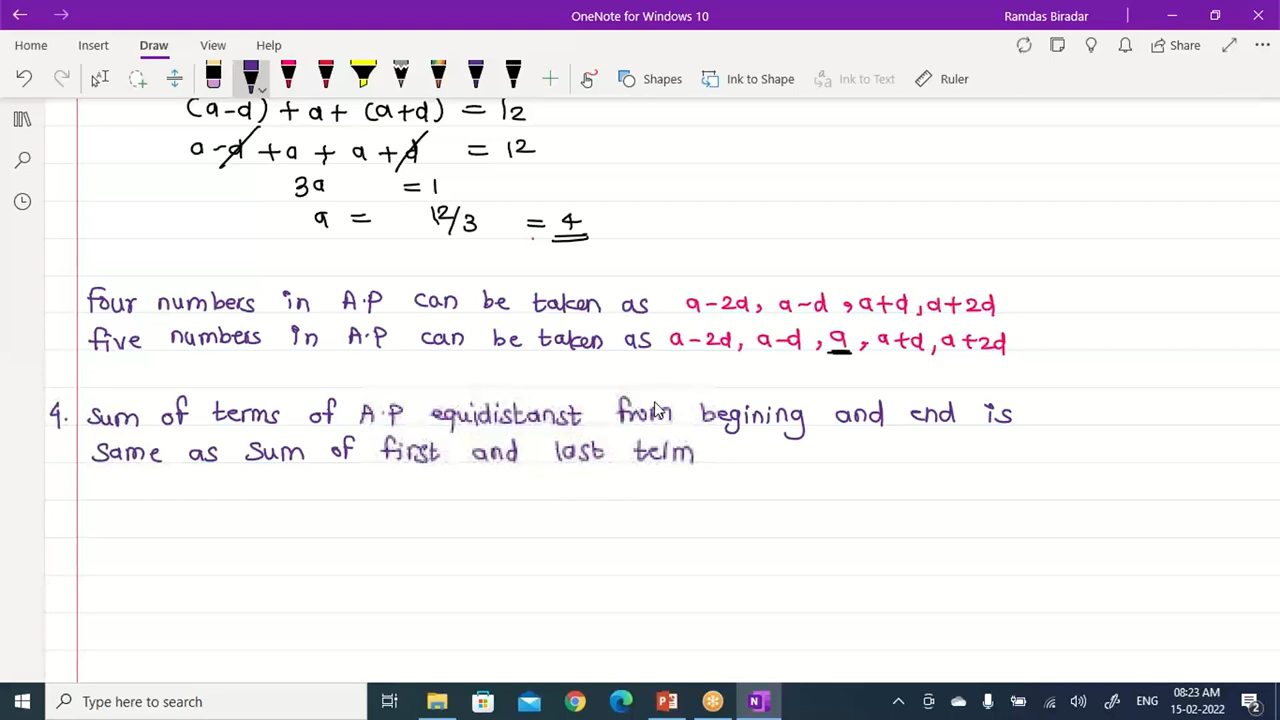 OneNote for Windows 10
Ramdas Biradar
Home Insert Draw View Help
Share
Shapes
Ink to Shape
Ink to Text
Ruler
(a-d) + a + (a+d) = 12
a-d + a + a + d = 12
3a = 1
a = 12/3 = 4
four numbers in A.P can be taken as a-2d, a-d, a+d, a+2d
five numbers in A.P can be taken as a-2d, a-d, a, a+d, a+2d
4. Sum of terms of A.P equidistanst from begining and end is
Same as Sum of first and last term
Type here to search
ENG
08:23 AM
15-02-2022
2